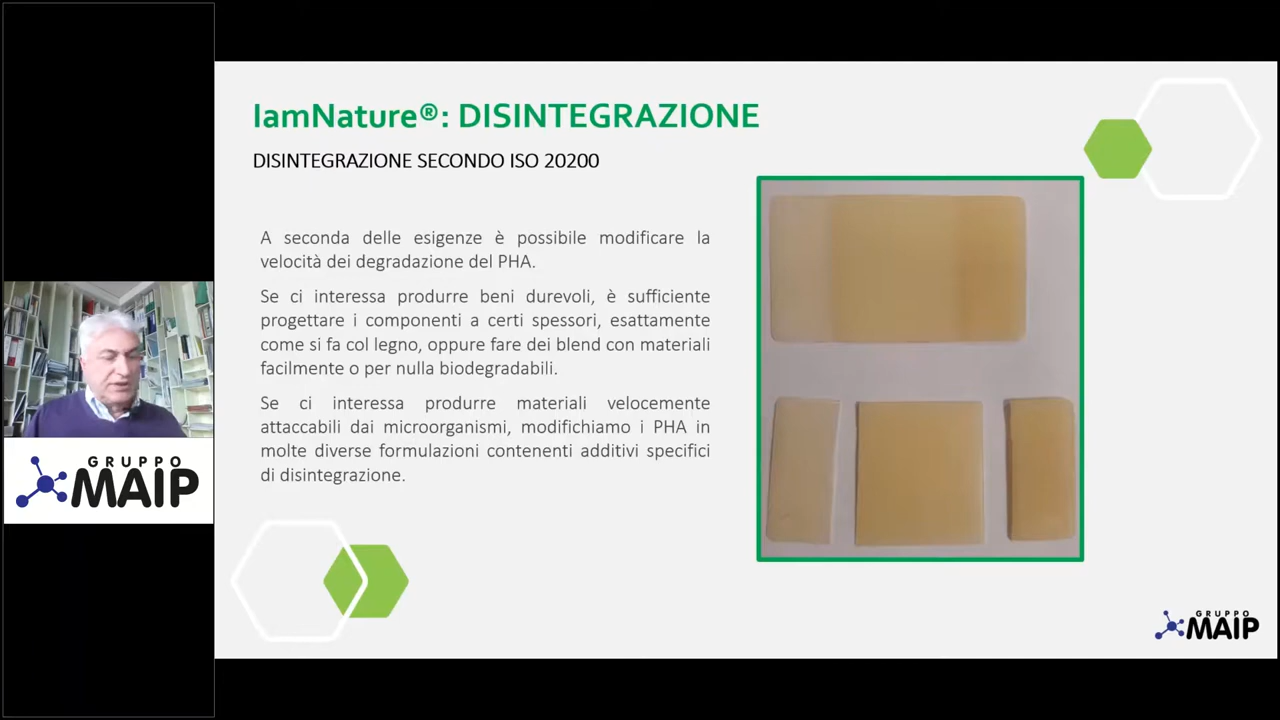 IamNature®: DISINTEGRAZIONE
DISINTEGRAZIONE SECONDO ISO 20200
A seconda delle esigenze è possibile modificare la
velocità dei degradazione del PHA.
Se ci interessa produrre beni durevoli, è sufficiente
progettare i componenti a certi spessori, esattamente
come si fa col legno, oppure fare dei blend con materiali
facilmente o per nulla biodegradabili.
Se ci interessa produrre materiali velocemente
attaccabili dai microorganismi, modifichiamo i PHA in
molte diverse formulazioni contenenti additivi specifici
di disintegrazione.
GRUPPO
MAIP
GRUPPO
MAIP